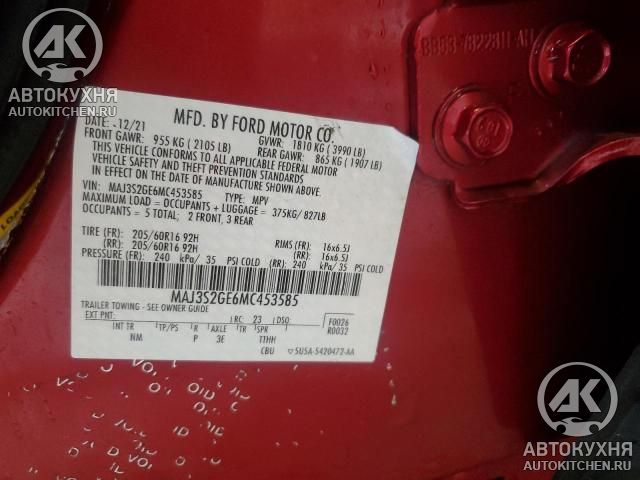 АК
АВТОКУХНЯ
AUTOKITCHEN.RU
MFD. BY FORD MOTOR CO.
DATE: 12/21
GVWR: 1810 KG ( 3990 LB)
FRONT GAWR: 955 KG ( 2105 LB)
REAR GAWR: 865 KG ( 1907 LB)
THIS VEHICLE CONFORMS TO ALL APPLICABLE FEDERAL MOTOR
VEHICLE SAFETY AND THEFT PREVENTION STANDARDS
IN EFFECT ON THE DATE OF MANUFACTURE SHOWN ABOVE.
VIN: MAJ3S2GE6MC453585 TYPE: MPV
MAXIMUM LOAD = OCCUPANTS + LUGGAGE = 375KG/ 827LB
OCCUPANTS = 5 TOTAL; 2 FRONT, 3 REAR
TIRE (FR): 205/60R16 92H RIMS (FR): 16x6.5J
(RR): 205/60R16 92H (RR): 16x6.5J
PRESSURE (FR): 240 kPa/ 35 PSI COLD (RR): 240 kPa/ 35 PSI COLD
MAJ3S2GE6MC453585
TRAILER TOWING - SEE OWNER GUIDE
EXT PNT: RC: 23 DSO: F0026
R0032
INT TR TP/PS R AXLE TR SPR
NM P 3E TTHH
CBU 5U5A-5420472-AA
АК
АВТОКУХНЯ
AUTOKITCHEN.RU